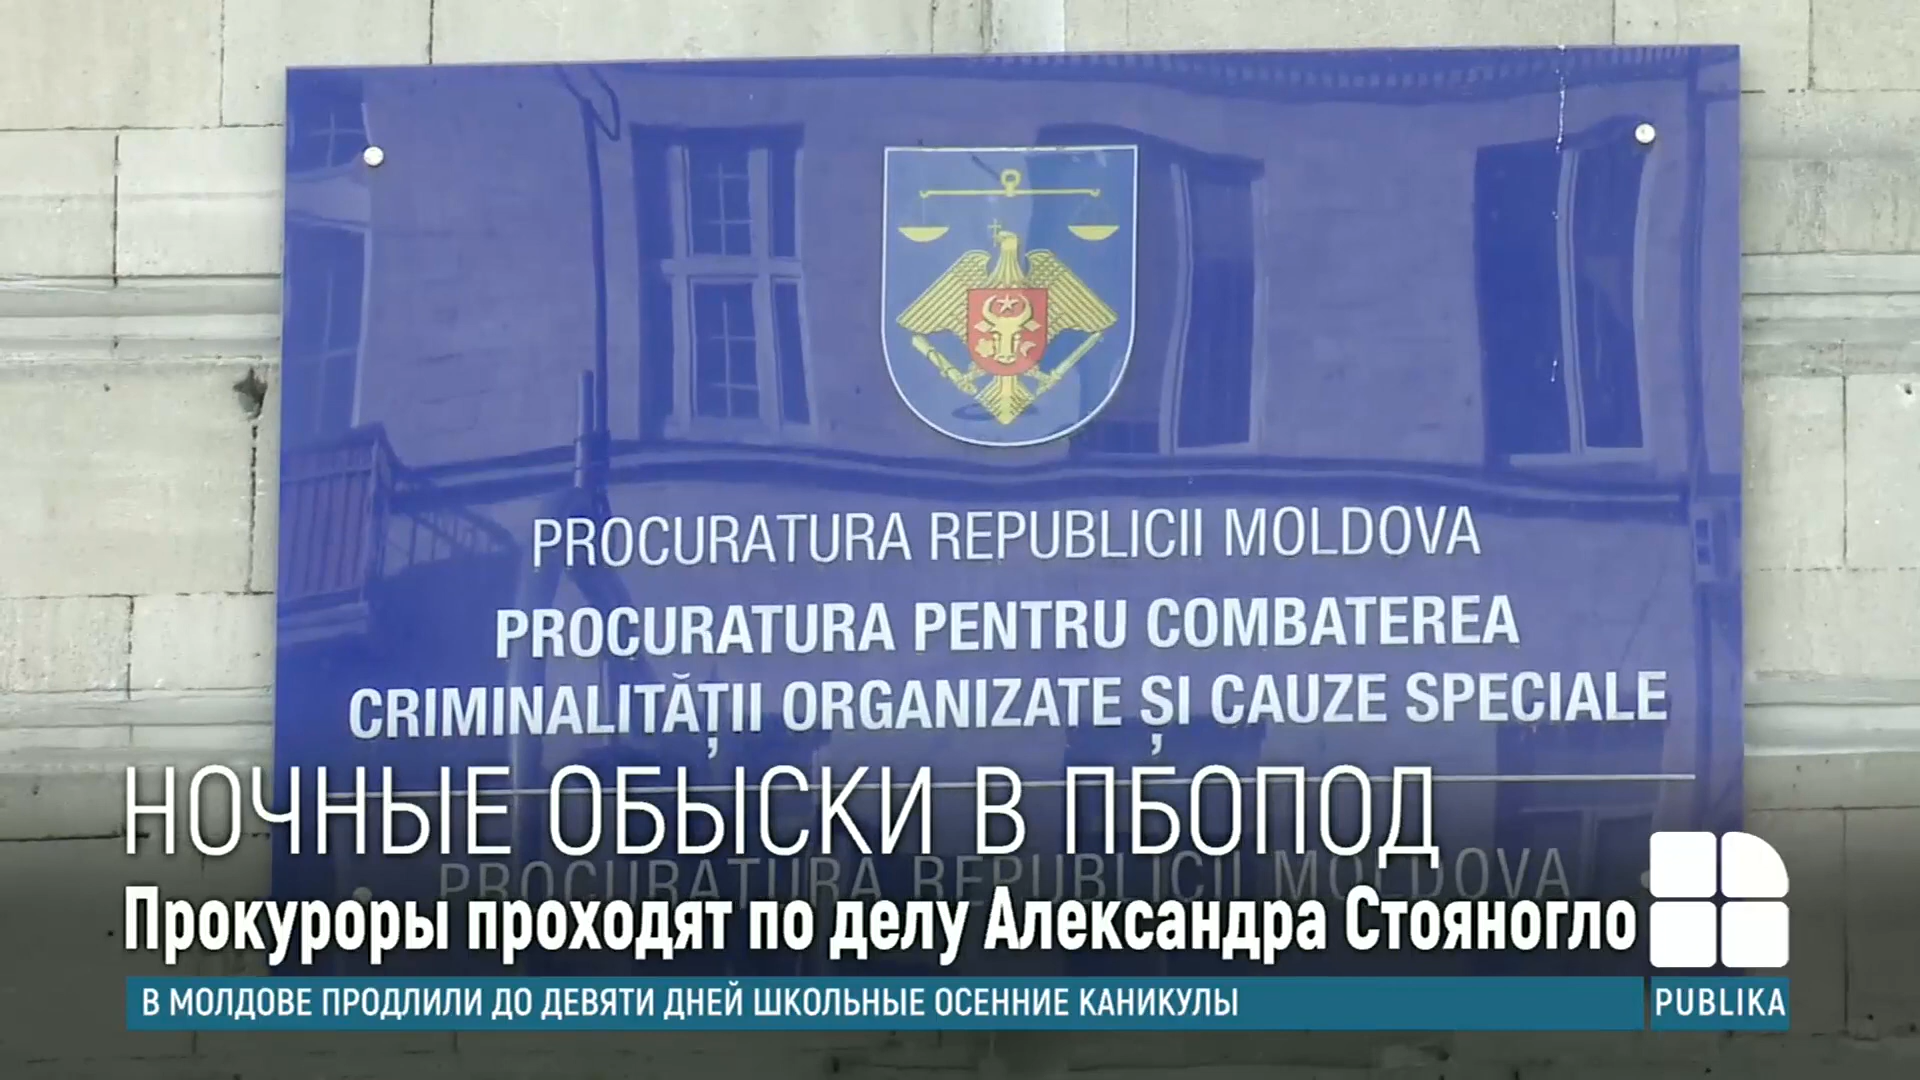 PROCURATURA REPUBLICII MOLDOVA
PROCURATURA PENTRU COMBATEREA
CRIMINALITĂȚII ORGANIZATE ȘI CAUZE SPECIALE
НОЧНЫЕ ОБЫСКИ В ПБОПОД
PROCURATURA REPUBLICII MOLDOVA
Прокуроры проходят по делу Александра Стояногло
В МОЛДОВЕ ПРОДЛИЛИ ДО ДЕВЯТИ ДНЕЙ ШКОЛЬНЫЕ ОСЕННИЕ КАНИКУЛЫ
PUBLIKA